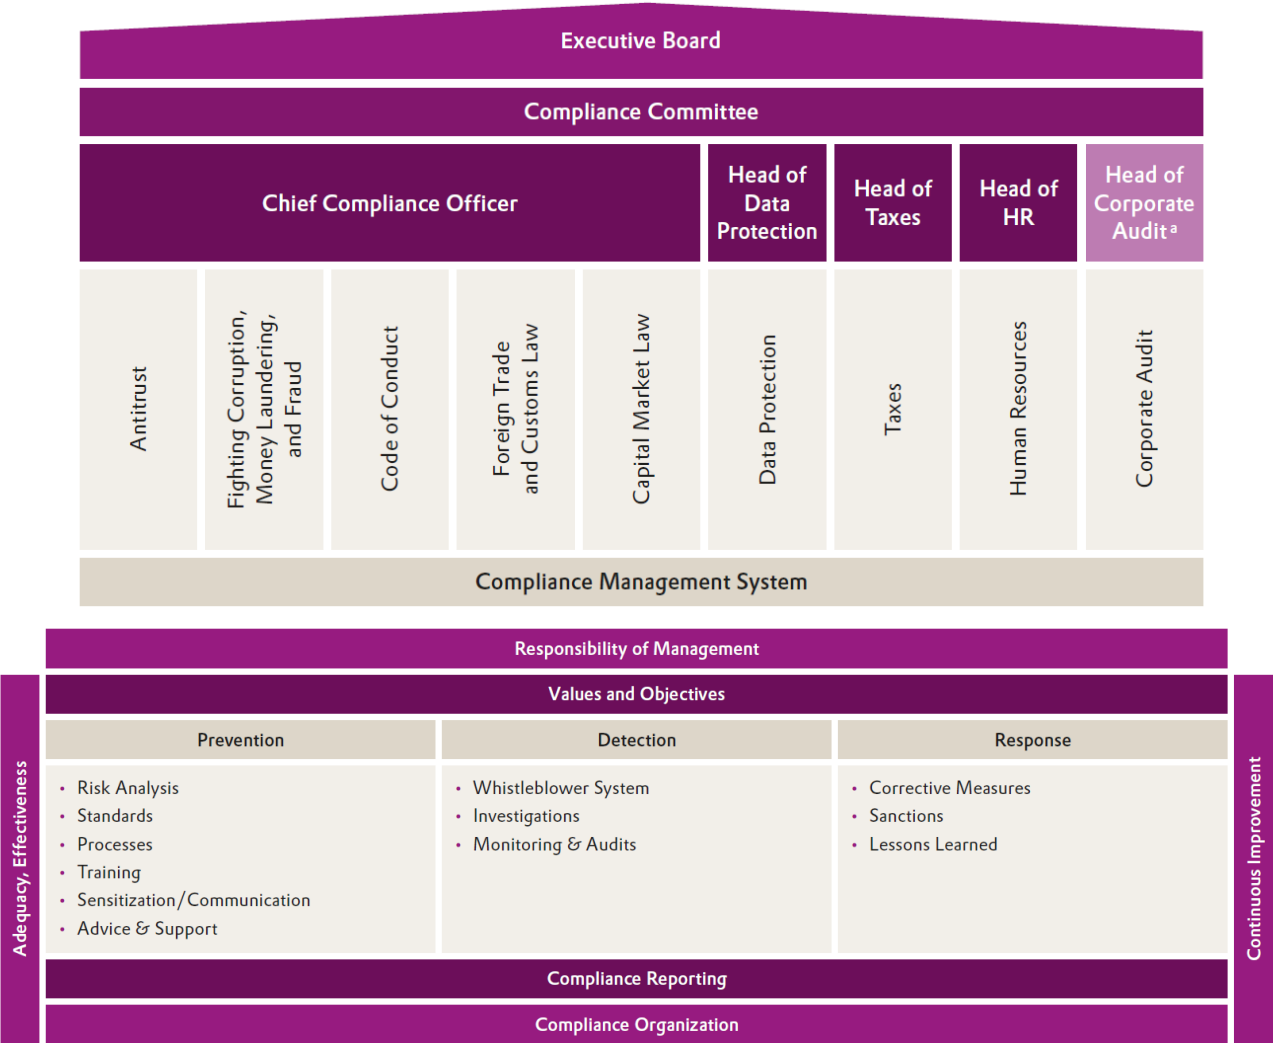 Executive Board
Compliance Committee
Chief Compliance Officer
Head of
Data
Protection
Head of
Taxes
Head of
HR
Head of
Corporate
Audit a
Antitrust
Fighting Corruption,
Money Laundering,
and Fraud
Code of Conduct
Foreign Trade
and Customs Law
Capital Market Law
Data Protection
Taxes
Human Resources
Corporate Audit
Compliance Management System
Responsibility of Management
Adequacy, Effectiveness
Values and Objectives
Prevention
• Risk Analysis
• Standards
• Processes
• Training
• Sensitization/Communication
• Advice & Support
Detection
• Whistleblower System
• Investigations
• Monitoring & Audits
Response
• Corrective Measures
• Sanctions
• Lessons Learned
Continuous Improvement
Compliance Reporting
Compliance Organization